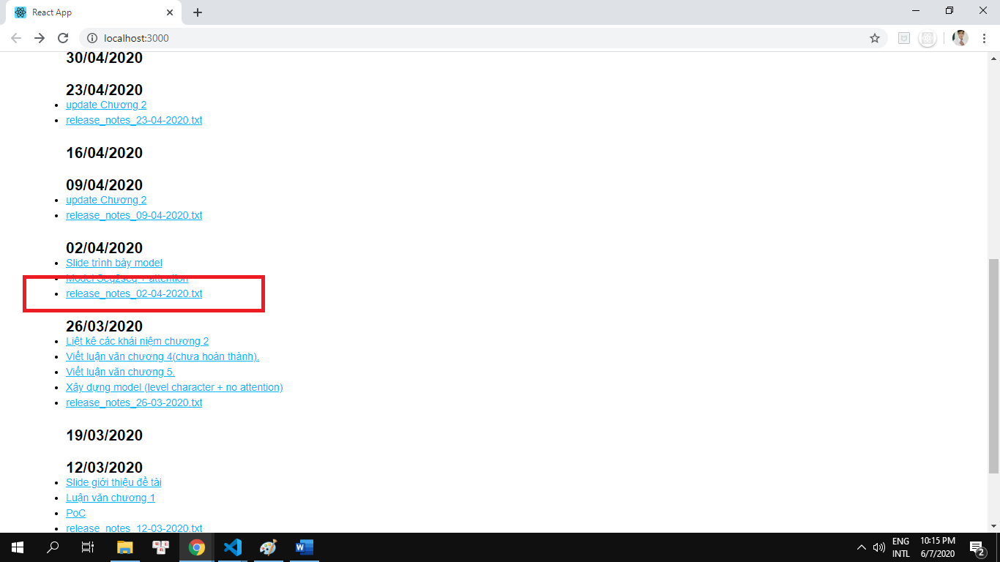 React App
localhost:3000
30/04/2020
23/04/2020
update Chương 2
release_notes_23-04-2020.txt
16/04/2020
09/04/2020
update Chương 2
release_notes_09-04-2020.txt
02/04/2020
Slide trình bày model
Model Seq2seq + attention
release_notes_02-04-2020.txt
26/03/2020
Liệt kê các khái niệm chương 2
Viết luận văn chương 4(chưa hoàn thành).
Viết luận văn chương 5.
Xây dựng model (level character + no attention)
release_notes_26-03-2020.txt
19/03/2020
12/03/2020
Slide giới thiệu đề tài
Luận văn chương 1
PoC
release_notes_12-03-2020.txt
ENG 10:15 PM
INTL 6/7/2020
2